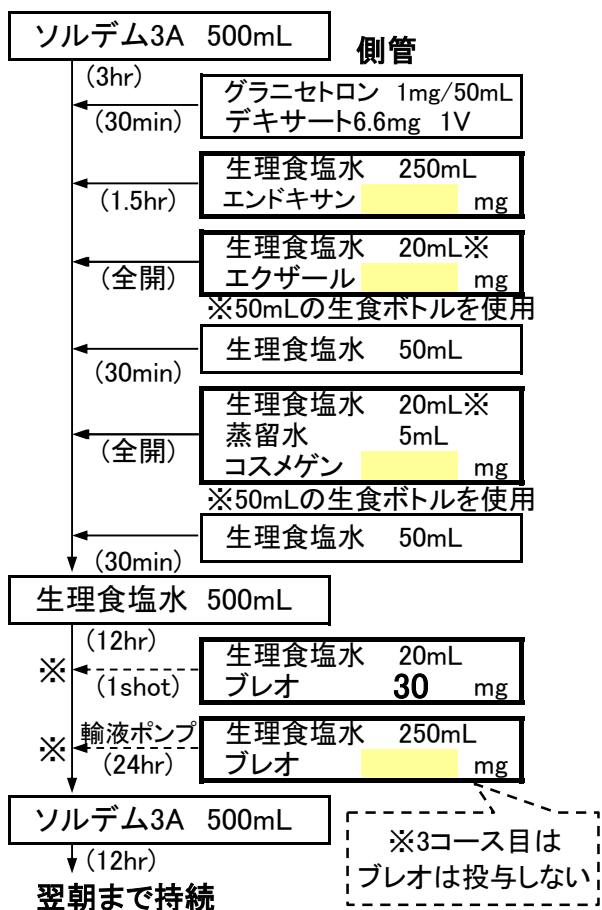 ソルデム3A 500mL
側管
(3hr)
グラニセトロン 1mg/50mL
(30min)
デキサート6.6mg 1V
生理食塩水 250mL
(1.5hr)
エンドキサン mg
生理食塩水 20mL※
(全開)
エクザール mg
※50mLの生食ボトルを使用
生理食塩水 50mL
(30min)
生理食塩水 20mL※
蒸留水 5mL
(全開)
コスメゲン mg
※50mLの生食ボトルを使用
生理食塩水 50mL
(30min)
生理食塩水 500mL
(12hr)
生理食塩水 20mL
※
(1shot)
ブレオ 30 mg
輸液ポンプ
生理食塩水 250mL
※
(24hr)
ブレオ mg
ソルデム3A 500mL
※3コース目は
ブレオは投与しない
(12hr)
翌朝まで持続